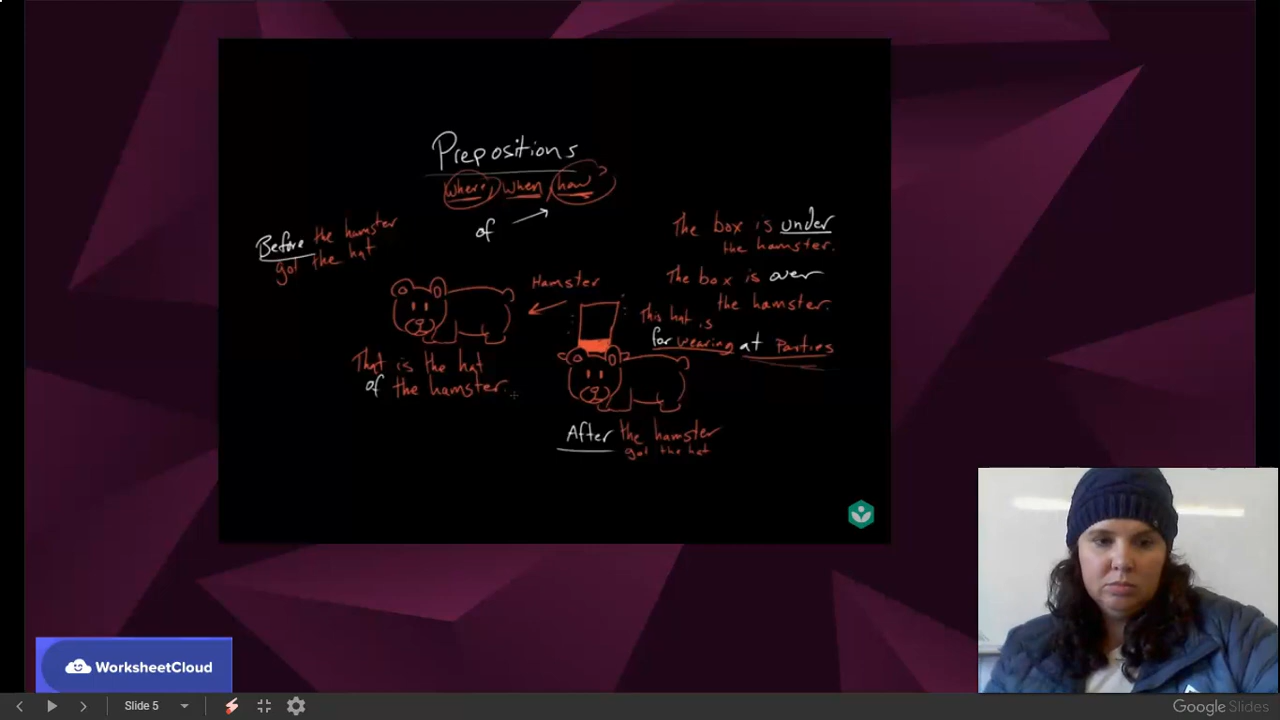 Prepositions
where, when, how?
of
Before the hamster
got the hat
Hamster
The box is under
the hamster.
The box is over
the hamster.
This hat is
for wearing at Parties
That is the hat
of the hamster.
After the hamster
got the hat
WorksheetCloud
Slide 5
Google Slides